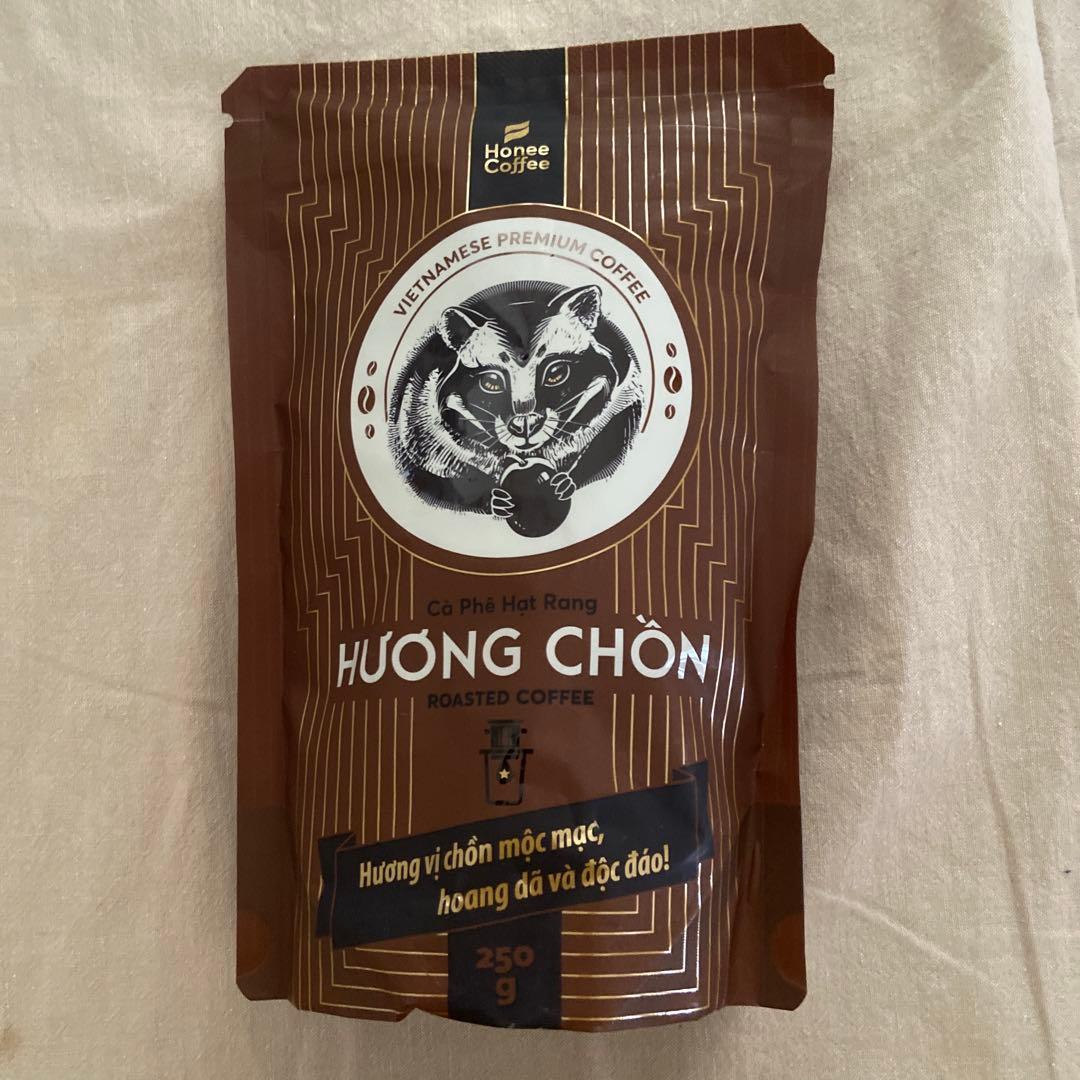 Honee
Coffee
VIETNAMESE PREMIUM COFFEE
Cà Phê Hạt Rang
HƯƠNG CHỒN
ROASTED COFFEE
Hương vị chồn mộc mạc,
hoang dã và độc đáo!
250
g